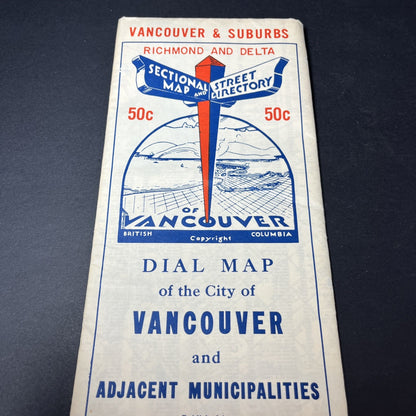 VANCOUVER & SUBURBS
RICHMOND AND DELTA
SECTIONAL MAP AND STREET DIRECTORY
50c 50c
OF
VANCOUVER
BRITISH Copyright COLUMBIA
DIAL MAP
of the City of
VANCOUVER
and
ADJACENT MUNICIPALITIES